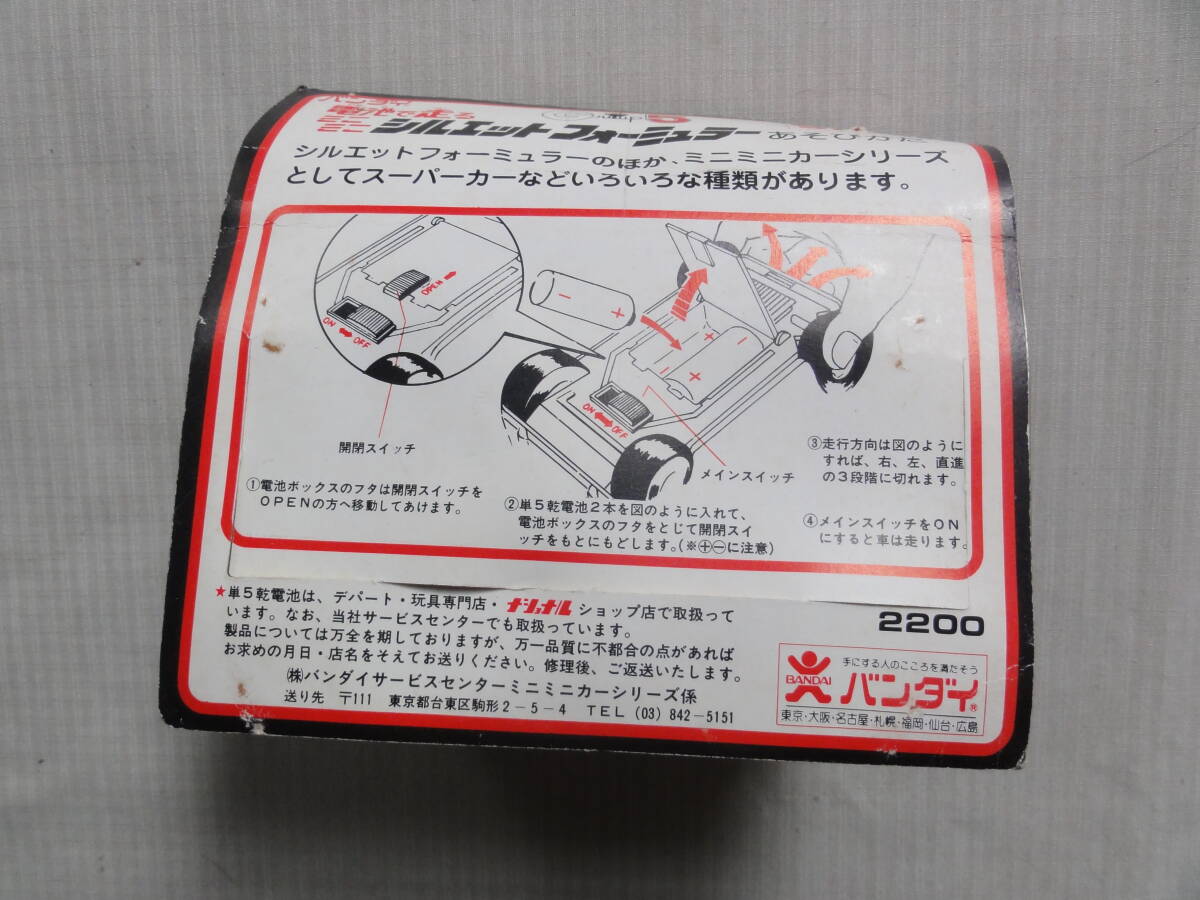 バンダイ
電池で走る
ミニミニ シルエットフォーミュラー あそびかた
シルエットフォーミュラーのほか、ミニミニカーシリーズ
としてスーパーカーなどいろいろな種類があります。
OPEN
ON OFF
開閉スイッチ
①電池ボックスのフタは開閉スイッチを
OPENの方へ移動してあけます。
− +
+ −
− +
ON OFF
メインスイッチ
②単5乾電池2本を図のように入れて、
電池ボックスのフタをとじて開閉スイ
ッチをもとにもどします。(※⊕⊖に注意)
③走行方向は図のように
すれば、右、左、直進
の3段階に切れます。
④メインスイッチをON
にすると車は走ります。
★単5乾電池は、デパート・玩具専門店・ナショナルショップ店で取扱って
います。なお、当社サービスセンターでも取扱っています。
製品については万全を期しておりますが、万一品質に不都合の点があれば
お求めの月日・店名をそえてお送りください。修理後、ご返送いたします。
㈱バンダイサービスセンターミニミニカーシリーズ係
送り先 〒111 東京都台東区駒形2−5−4 TEL (03) 842−5151
2200
手にする人のこころを満たそう
BANDAI バンダイ®
東京・大阪・名古屋・札幌・福岡・仙台・広島